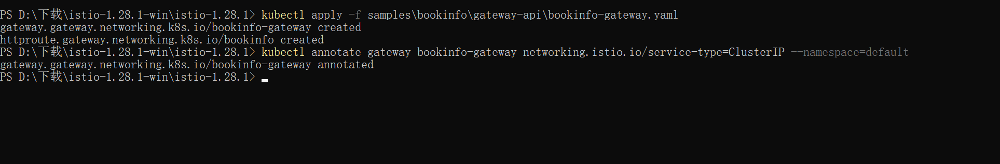 PS D:\下载\istio-1.28.1-win\istio-1.28.1> kubectl apply -f samples\bookinfo\gateway-api\bookinfo-gateway.yaml
gateway.gateway.networking.k8s.io/bookinfo-gateway created
httproute.gateway.networking.k8s.io/bookinfo created
PS D:\下载\istio-1.28.1-win\istio-1.28.1> kubectl annotate gateway bookinfo-gateway networking.istio.io/service-type=ClusterIP --namespace=default
gateway.gateway.networking.k8s.io/bookinfo-gateway annotated
PS D:\下载\istio-1.28.1-win\istio-1.28.1>